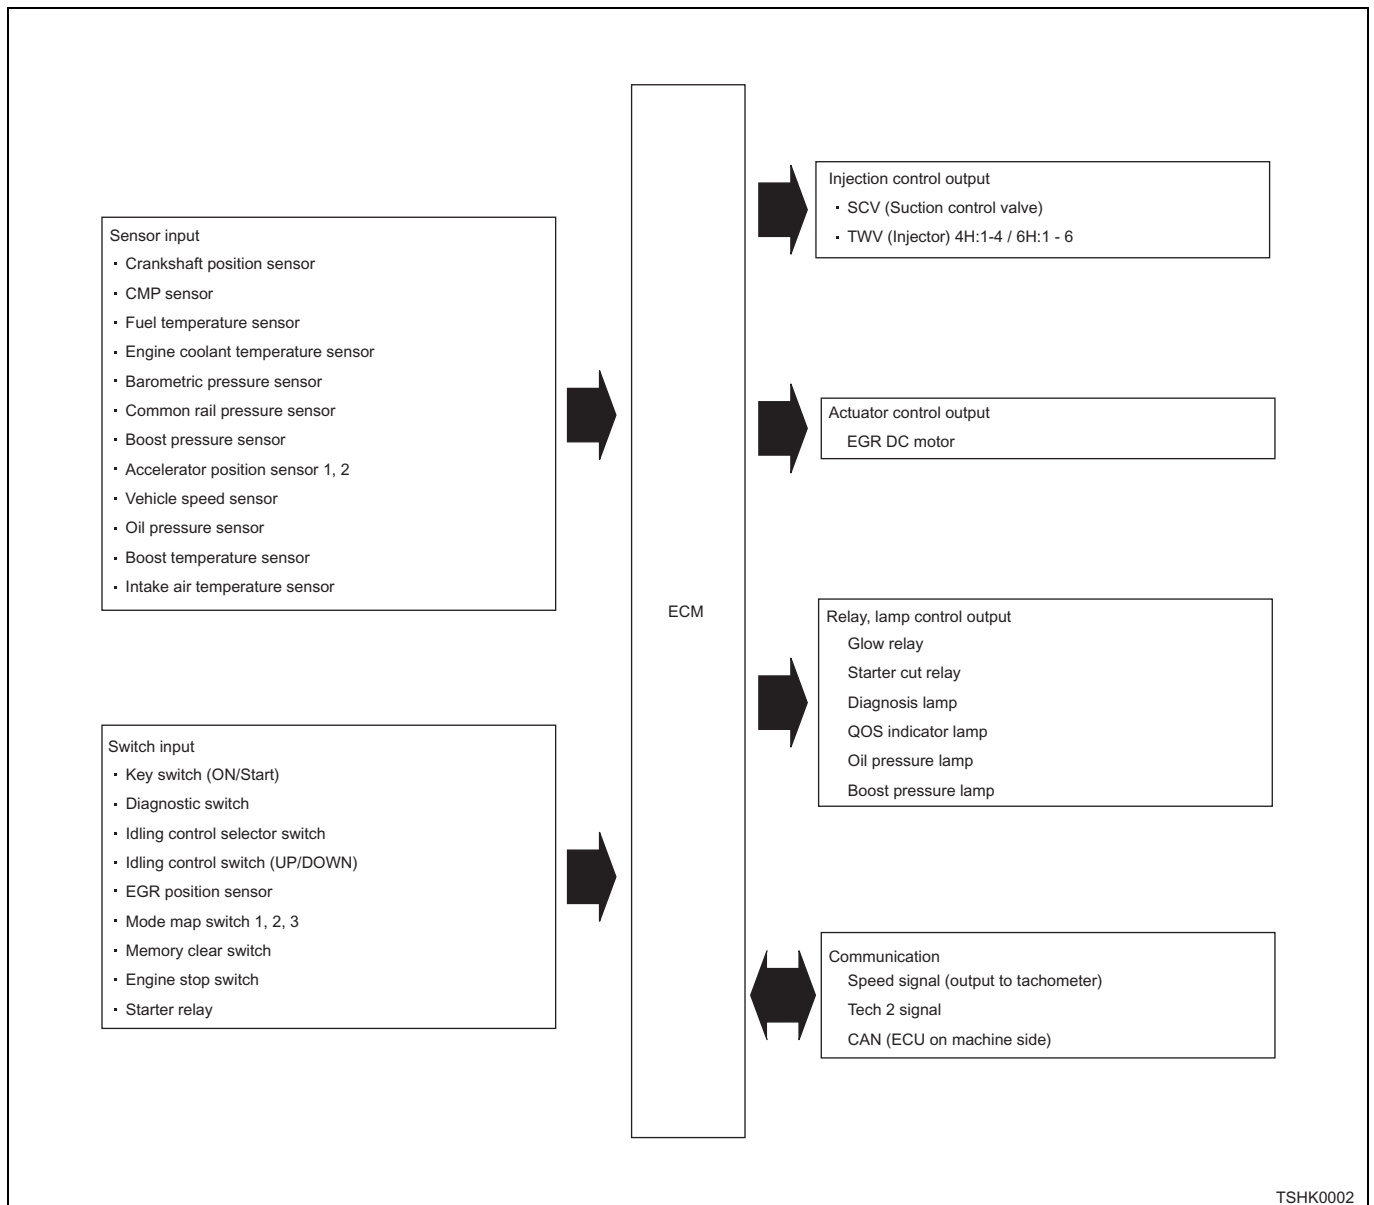 Sensor input
· Crankshaft position sensor
· CMP sensor
· Fuel temperature sensor
· Engine coolant temperature sensor
· Barometric pressure sensor
· Common rail pressure sensor
· Boost pressure sensor
· Accelerator position sensor 1, 2
· Vehicle speed sensor
· Oil pressure sensor
· Boost temperature sensor
· Intake air temperature sensor
Switch input
· Key switch (ON/Start)
· Diagnostic switch
· Idling control selector switch
· Idling control switch (UP/DOWN)
· EGR position sensor
· Mode map switch 1, 2, 3
· Memory clear switch
· Engine stop switch
· Starter relay
ECM
Injection control output
· SCV (Suction control valve)
· TWV (Injector) 4H:1-4 / 6H:1 - 6
Actuator control output
EGR DC motor
Relay, lamp control output
Glow relay
Starter cut relay
Diagnosis lamp
QOS indicator lamp
Oil pressure lamp
Boost pressure lamp
Communication
Speed signal (output to tachometer)
Tech 2 signal
CAN (ECU on machine side)
TSHK0002